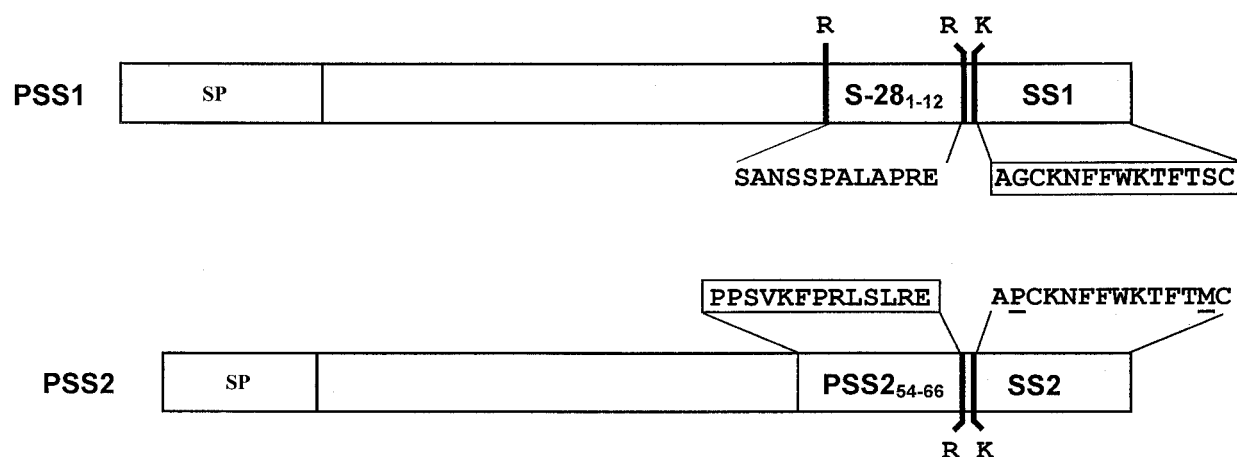 R R K
PSS1 SP S-28₁₋₁₂ SS1
SANSSPALAPRE AGCKNFFWKTFTSC
PPSVKFPRLSLRE APCKNFFWKTFTMC
PSS2 SP PSS2₅₄₋₆₆ SS2
R K